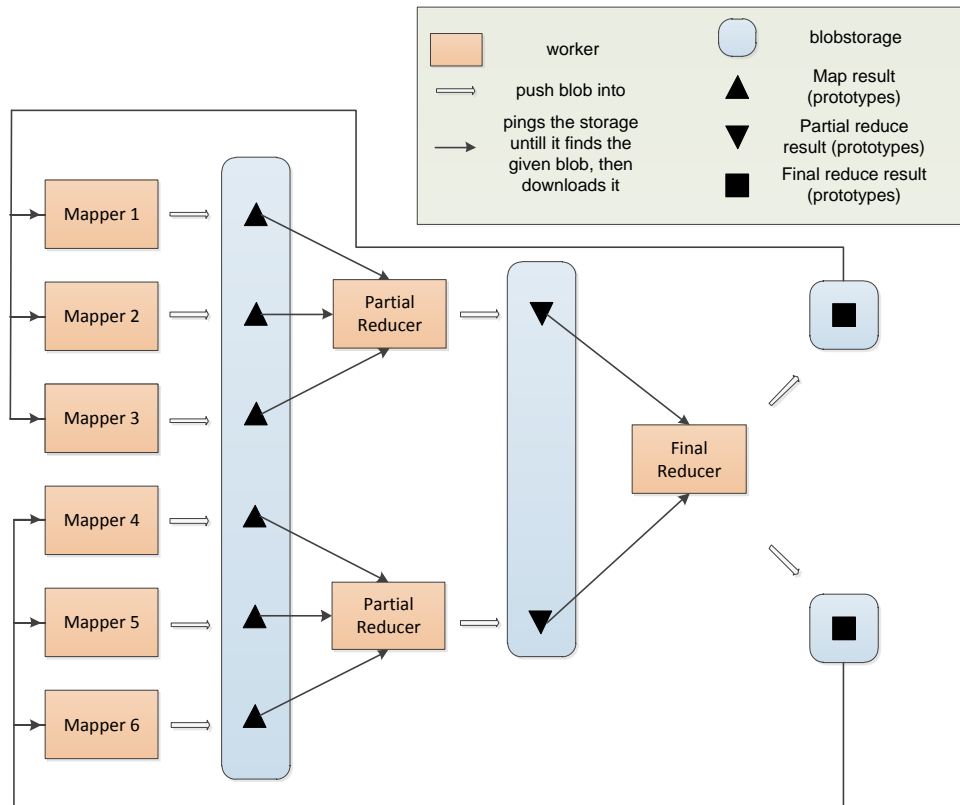 worker
push blob into
pings the storage
untill it finds the
given blob, then
downloads it
blobstorage
Map result
(prototypes)
Partial reduce
result (prototypes)
Final reduce result
(prototypes)
Mapper 1
Mapper 2
Mapper 3
Mapper 4
Mapper 5
Mapper 6
Partial
Reducer
Partial
Reducer
Final
Reducer